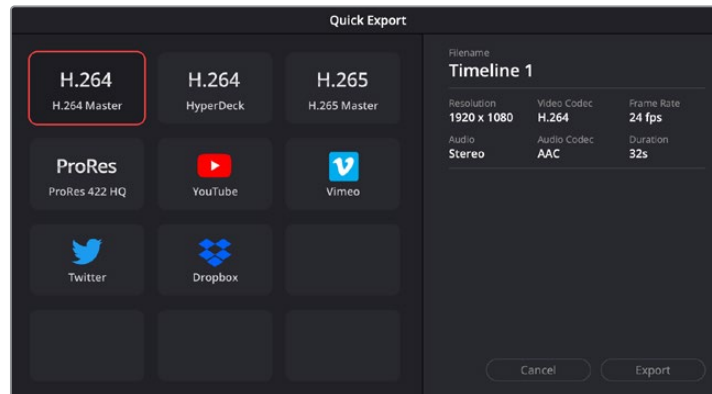 Quick Export
H.264
H.264 Master
H.264
HyperDeck
H.265
H.265 Master
ProRes
ProRes 422 HQ
YouTube
Vimeo
Twitter
Dropbox
Filename
Timeline 1
Resolution Video Codec Frame Rate
1920 x 1080 H.264 24 fps
Audio Audio Codec Duration
Stereo AAC 32s
Cancel Export